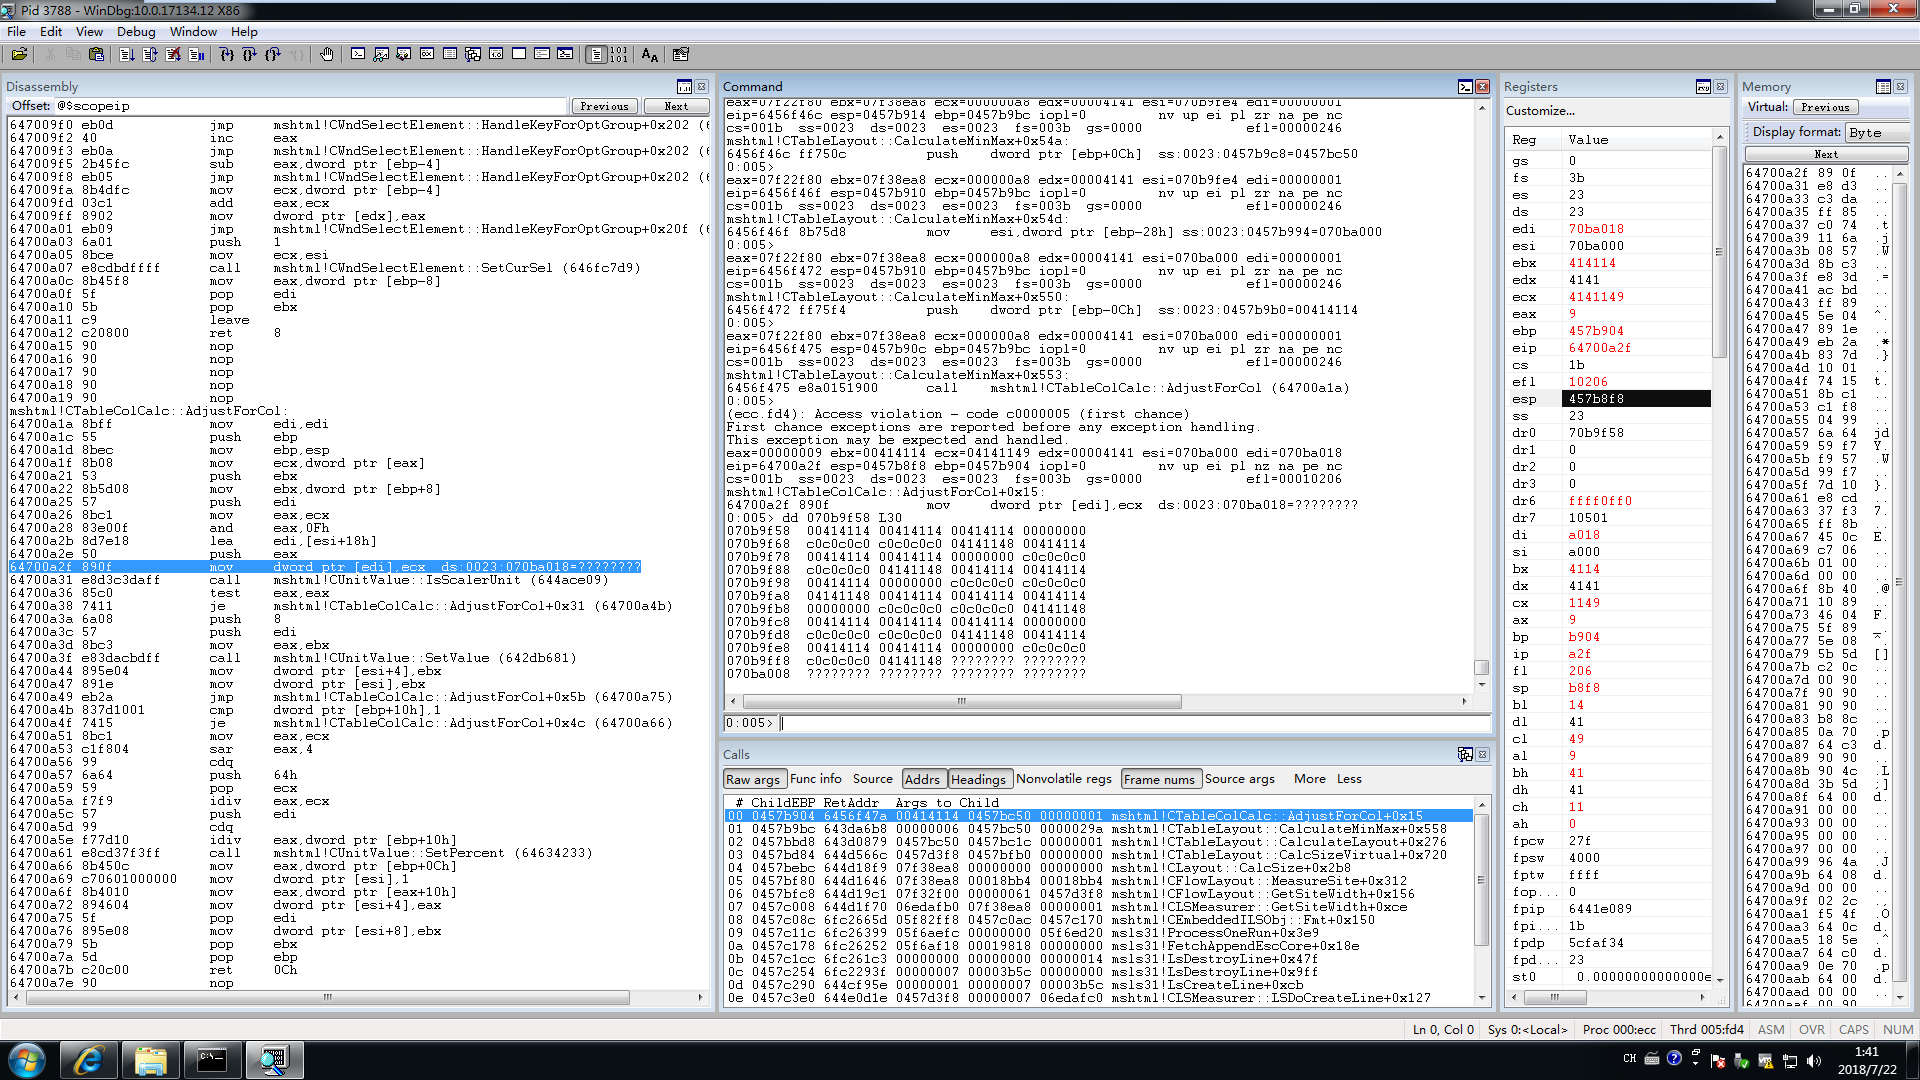 Pid 3788 - WinDbg:10.0.17134.12 X86
File Edit View Debug Window Help
Disassembly
Offset: @$scopeip Previous Next
647009f0 eb0d jmp mshtml!CWndSelectElement::HandleKeyForOptGroup+0x202 (6
647009f2 40 inc eax
647009f3 eb0a jmp mshtml!CWndSelectElement::HandleKeyForOptGroup+0x202 (6
647009f5 2b45fc sub eax,dword ptr [ebp-4]
647009f8 eb05 jmp mshtml!CWndSelectElement::HandleKeyForOptGroup+0x202 (6
647009fa 8b4dfc mov ecx,dword ptr [ebp-4]
647009fd 03c1 add eax,ecx
647009ff 8902 mov dword ptr [edx],eax
64700a01 eb09 jmp mshtml!CWndSelectElement::HandleKeyForOptGroup+0x20f (6
64700a03 6a01 push 1
64700a05 8bce mov ecx,esi
64700a07 e8cdbdffff call mshtml!CWndSelectElement::SetCurSel (646fc7d9)
64700a0c 8b45f8 mov eax,dword ptr [ebp-8]
64700a0f 5f pop edi
64700a10 5b pop ebx
64700a11 c9 leave
64700a12 c20800 ret 8
64700a15 90 nop
64700a16 90 nop
64700a17 90 nop
64700a18 90 nop
64700a19 90 nop
mshtml!CTableColCalc::AdjustForCol:
64700a1a 8bff mov edi,edi
64700a1c 55 push ebp
64700a1d 8bec mov ebp,esp
64700a1f 8b08 mov ecx,dword ptr [eax]
64700a21 53 push ebx
64700a22 8b5d08 mov ebx,dword ptr [ebp+8]
64700a25 57 push edi
64700a26 8bc1 mov eax,ecx
64700a28 83e00f and eax,0Fh
64700a2b 8d7e18 lea edi,[esi+18h]
64700a2e 50 push eax
64700a2f 890f mov dword ptr [edi],ecx ds:0023:070ba018=????????
64700a31 e8d3c3daff call mshtml!CUnitValue::IsScalerUnit (644ace09)
64700a36 85c0 test eax,eax
64700a38 7411 je mshtml!CTableColCalc::AdjustForCol+0x31 (64700a4b)
64700a3a 6a08 push 8
64700a3c 57 push edi
64700a3d 8bc3 mov eax,ebx
64700a3f e83dacbdff call mshtml!CUnitValue::SetValue (642db681)
64700a44 895e04 mov dword ptr [esi+4],ebx
64700a47 891e mov dword ptr [esi],ebx
64700a49 eb2a jmp mshtml!CTableColCalc::AdjustForCol+0x5b (64700a75)
64700a4b 837d1001 cmp dword ptr [ebp+10h],1
64700a4f 7415 je mshtml!CTableColCalc::AdjustForCol+0x4c (64700a66)
64700a51 8bc1 mov eax,ecx
64700a53 c1f804 sar eax,4
64700a56 99 cdq
64700a57 6a64 push 64h
64700a59 59 pop ecx
64700a5a f7f9 idiv eax,ecx
64700a5c 57 push edi
64700a5d 99 cdq
64700a5e f77d10 idiv eax,dword ptr [ebp+10h]
64700a61 e8cd37f3ff call mshtml!CUnitValue::SetPercent (64634233)
64700a66 8b450c mov eax,dword ptr [ebp+0Ch]
64700a69 c70601000000 mov dword ptr [esi],1
64700a6f 8b4010 mov eax,dword ptr [eax+10h]
64700a72 894604 mov dword ptr [esi+4],eax
64700a75 5f pop edi
64700a76 895e08 mov dword ptr [esi+8],ebx
64700a79 5b pop ebx
64700a7a 5d pop ebp
64700a7b c20c00 ret 0Ch
64700a7e 90 nop
Command
eax=07f22f80 ebx=07f38ea8 ecx=000000a8 edx=00004141 esi=070b9fe4 edi=00000001
eip=6456f46c esp=0457b914 ebp=0457b9bc iopl=0 nv up ei pl zr na pe nc
cs=001b ss=0023 ds=0023 es=0023 fs=003b gs=0000 efl=00000246
mshtml!CTableLayout::CalculateMinMax+0x54a:
6456f46c ff750c push dword ptr [ebp+0Ch] ss:0023:0457b9c8=0457bc50
0:005>
eax=07f22f80 ebx=07f38ea8 ecx=000000a8 edx=00004141 esi=070b9fe4 edi=00000001
eip=6456f46f esp=0457b910 ebp=0457b9bc iopl=0 nv up ei pl zr na pe nc
cs=001b ss=0023 ds=0023 es=0023 fs=003b gs=0000 efl=00000246
mshtml!CTableLayout::CalculateMinMax+0x54d:
6456f46f 8b75d8 mov esi,dword ptr [ebp-28h] ss:0023:0457b994=070ba000
0:005>
eax=07f22f80 ebx=07f38ea8 ecx=000000a8 edx=00004141 esi=070ba000 edi=00000001
eip=6456f472 esp=0457b910 ebp=0457b9bc iopl=0 nv up ei pl zr na pe nc
cs=001b ss=0023 ds=0023 es=0023 fs=003b gs=0000 efl=00000246
mshtml!CTableLayout::CalculateMinMax+0x550:
6456f472 ff75f4 push dword ptr [ebp-0Ch] ss:0023:0457b9b0=00414114
0:005>
eax=07f22f80 ebx=07f38ea8 ecx=000000a8 edx=00004141 esi=070ba000 edi=00000001
eip=6456f475 esp=0457b90c ebp=0457b9bc iopl=0 nv up ei pl zr na pe nc
cs=001b ss=0023 ds=0023 es=0023 fs=003b gs=0000 efl=00000246
mshtml!CTableLayout::CalculateMinMax+0x553:
6456f475 e8a0151900 call mshtml!CTableColCalc::AdjustForCol (64700a1a)
0:005>
(ecc.fd4): Access violation - code c0000005 (first chance)
First chance exceptions are reported before any exception handling.
This exception may be expected and handled.
eax=00000009 ebx=00414114 ecx=04141149 edx=00004141 esi=070ba000 edi=070ba018
eip=64700a2f esp=0457b8f8 ebp=0457b904 iopl=0 nv up ei pl nz na pe nc
cs=001b ss=0023 ds=0023 es=0023 fs=003b gs=0000 efl=00010206
mshtml!CTableColCalc::AdjustForCol+0x15:
64700a2f 890f mov dword ptr [edi],ecx ds:0023:070ba018=????????
0:005> dd 070b9f58 L30
070b9f58 00414114 00414114 00414114 00000000
070b9f68 c0c0c0c0 c0c0c0c0 04141148 00414114
070b9f78 00414114 00414114 00000000 c0c0c0c0
070b9f88 c0c0c0c0 04141148 00414114 00414114
070b9f98 00414114 00000000 c0c0c0c0 c0c0c0c0
070b9fa8 04141148 00414114 00414114 00414114
070b9fb8 00000000 c0c0c0c0 c0c0c0c0 04141148
070b9fc8 00414114 00414114 00414114 00000000
070b9fd8 c0c0c0c0 c0c0c0c0 04141148 00414114
070b9fe8 00414114 00414114 00000000 c0c0c0c0
070b9ff8 c0c0c0c0 04141148 ???????? ????????
070ba008 ???????? ???????? ???????? ????????
0:005>
Calls
Raw args Func info Source Addrs Headings Nonvolatile regs Frame nums Source args More Less
# ChildEBP RetAddr Args to Child
00 0457b904 6456f47a 00414114 0457bc50 00000001 mshtml!CTableColCalc::AdjustForCol+0x15
01 0457b9bc 643da6b8 00000006 0457bc50 0000029a mshtml!CTableLayout::CalculateMinMax+0x558
02 0457bbd8 643d0879 0457bc50 0457bc1c 00000001 mshtml!CTableLayout::CalculateLayout+0x276
03 0457bd84 644d566c 0457d3f8 0457bfb0 00000000 mshtml!CTableLayout::CalcSizeVirtual+0x720
04 0457bebc 644d18f9 07f38ea8 00000000 00000000 mshtml!CLayout::CalcSize+0x2b8
05 0457bf80 644d1646 07f38ea8 00018bb4 00018bb4 mshtml!CFlowLayout::MeasureSite+0x312
06 0457bfc8 644d19c1 07f32f00 00000061 0457d3f8 mshtml!CFlowLayout::GetSiteWidth+0x156
07 0457c008 644d1f70 06edafb0 07f38ea8 00000001 mshtml!CLSMeasurer::GetSiteWidth+0xce
08 0457c08c 6fc2665d 05f82ff8 0457c0ac 0457c170 mshtml!CEmbeddedILSObj::Fmt+0x150
09 0457c11c 6fc26399 05f6aefc 00000000 05f6ed20 msls31!ProcessOneRun+0x3e9
0a 0457c178 6fc26252 05f6af18 00019818 00000000 msls31!FetchAppendEscCore+0x18e
0b 0457c1cc 6fc261c3 00000000 00000000 00000014 msls31!LsDestroyLine+0x47f
0c 0457c254 6fc2293f 00000007 00003b5c 00000000 msls31!LsDestroyLine+0x9ff
0d 0457c290 644cf95e 00000001 00000007 00003b5c msls31!LsCreateLine+0xcb
0e 0457c3e0 644e0d1e 0457d3f8 00000007 06edafc0 mshtml!CLSMeasurer::LSDoCreateLine+0x127
Registers
Customize...
Reg Value
gs 0
fs 3b
es 23
ds 23
edi 70ba018
esi 70ba000
ebx 414114
edx 4141
ecx 4141149
eax 9
ebp 457b904
eip 64700a2f
cs 1b
efl 10206
esp 457b8f8
ss 23
dr0 70b9f58
dr1 0
dr2 0
dr3 0
dr6 ffff0ff0
dr7 10501
di a018
si a000
bx 4114
dx 4141
cx 1149
ax 9
bp b904
ip a2f
fl 206
sp b8f8
bl 14
dl 41
cl 49
al 9
bh 41
dh 41
ch 11
ah 0
fpcw 27f
fpsw 4000
fptw ffff
fop... 0
fpip 6441e089
fpi... 1b
fpdp 5cfaf34
fpd... 23
st0 0.00000000000000e
Memory
Virtual: Previous
Display format: Byte
Next
64700a2f 89 0f ..
64700a31 e8 d3 ..
64700a33 c3 da ..
64700a35 ff 85 ..
64700a37 c0 74 .t
64700a39 11 6a .j
64700a3b 08 57 .W
64700a3d 8b c3 ..
64700a3f e8 3d .=
64700a41 ac bd ..
64700a43 ff 89 ..
64700a45 5e 04 ^.
64700a47 89 1e ..
64700a49 eb 2a .*
64700a4b 83 7d .}
64700a4d 10 01 ..
64700a4f 74 15 t.
64700a51 8b c1 ..
64700a53 c1 f8 ..
64700a55 04 99 ..
64700a57 6a 64 jd
64700a59 59 f7 Y.
64700a5b f9 57 .W
64700a5d 99 f7 ..
64700a5f 7d 10 }.
64700a61 e8 cd ..
64700a63 37 f3 7.
64700a65 ff 8b ..
64700a67 45 0c E.
64700a69 c7 06 ..
64700a6b 01 00 ..
64700a6d 00 00 ..
64700a6f 8b 40 .@
64700a71 10 89 ..
64700a73 46 04 F.
64700a75 5f 89 _.
64700a77 5e 08 ^.
64700a79 5b 5d []
64700a7b c2 0c ..
64700a7d 00 90 ..
64700a7f 90 90 ..
64700a81 90 90 ..
64700a83 b8 8c ..
64700a85 0a 70 .p
64700a87 64 c3 d.
64700a89 90 90 ..
64700a8b 90 4c .L
64700a8d 3b 5d ;]
64700a8f 64 00 d.
64700a91 00 00 ..
64700a93 00 00 ..
64700a95 00 00 ..
64700a97 00 00 ..
64700a99 96 4a .J
64700a9b 64 08 d.
64700a9d 00 00 ..
64700a9f 02 2c .,
64700aa1 f5 4f .O
64700aa3 64 0c d.
64700aa5 18 5e .^
64700aa7 64 c0 d.
64700aa9 0e 70 .p
64700aab 64 00 d.
64700aad 00 00 ..
64700aaf 00 90 ..
Ln 0, Col 0 Sys 0:<Local> Proc 000:ecc Thrd 005:fd4 ASM OVR CAPS NUM
CH
1:41
2018/7/22